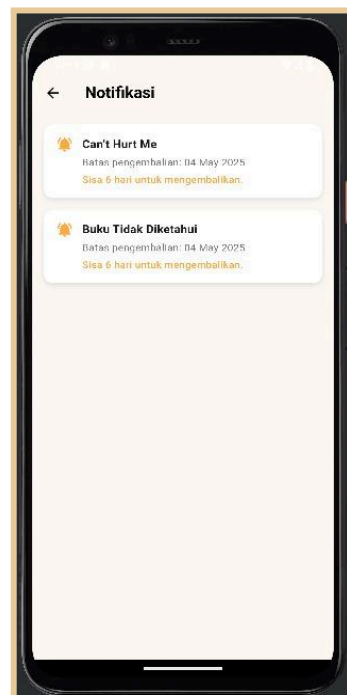 Notifikasi
Can't Hurt Me
Batas pengembalian: 04 May 2025
Sisa 6 hari untuk mengembalikan.
Buku Tidak Diketahui
Batas pengembalian: 04 May 2025
Sisa 6 hari untuk mengembalikan.